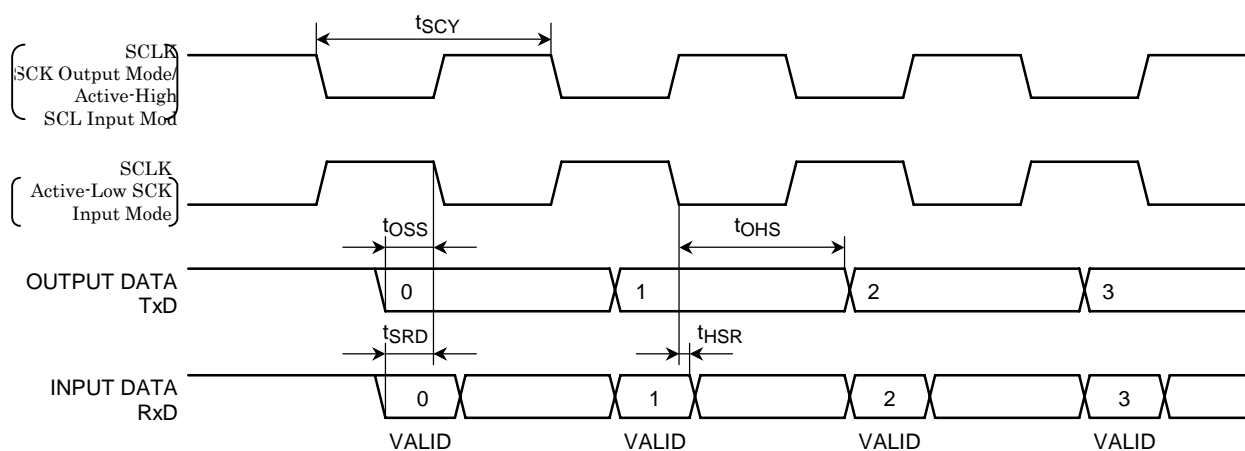 tSCY
SCLK
SCK Output Mode/
Active-High
SCL Input Mod
SCLK
Active-Low SCK
Input Mode
tOSS
tOHS
OUTPUT DATA
TxD
0 1 2 3
tSRD
tHSR
INPUT DATA
RxD
0 1 2 3
VALID VALID VALID VALID